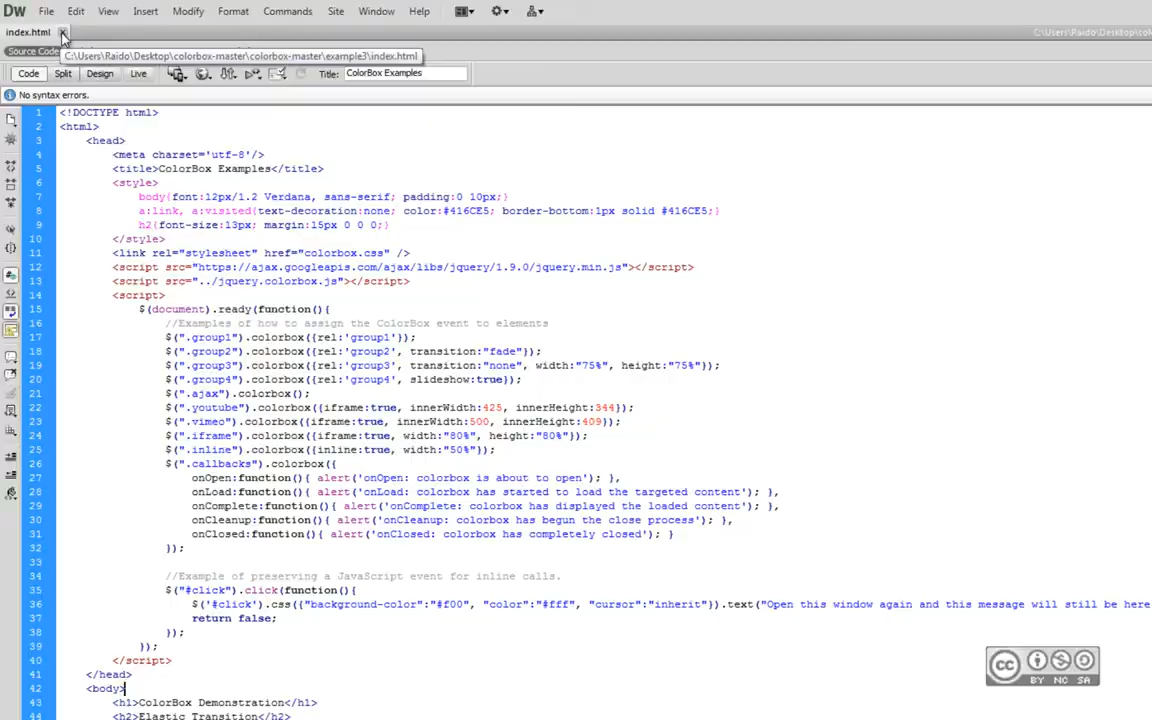 Dw File Edit View Insert Modify Format Commands Site Window Help
index.html
Source Code
C:\Users\Raido\Desktop\colorbox-master\colorbox-master\example3\index.html
Code Split Design Live Title: ColorBox Examples
No syntax errors.
1 <!DOCTYPE html>
2 <html>
3 <head>
4 <meta charset='utf-8'/>
5 <title>ColorBox Examples</title>
6 <style>
7 body{font:12px/1.2 Verdana, sans-serif; padding:0 10px;}
8 a:link, a:visited{text-decoration:none; color:#416CE5; border-bottom:1px solid #416CE5;}
9 h2{font-size:13px; margin:15px 0 0 0;}
10 </style>
11 <link rel="stylesheet" href="colorbox.css" />
12 <script src="https://ajax.googleapis.com/ajax/libs/jquery/1.9.0/jquery.min.js"></script>
13 <script src="../jquery.colorbox.js"></script>
14 <script>
15 $(document).ready(function(){
16 //Examples of how to assign the ColorBox event to elements
17 $(".group1").colorbox({rel:'group1'});
18 $(".group2").colorbox({rel:'group2', transition:"fade"});
19 $(".group3").colorbox({rel:'group3', transition:"none", width:"75%", height:"75%"});
20 $(".group4").colorbox({rel:'group4', slideshow:true});
21 $(".ajax").colorbox();
22 $(".youtube").colorbox({iframe:true, innerWidth:425, innerHeight:344});
23 $(".vimeo").colorbox({iframe:true, innerWidth:500, innerHeight:409});
24 $(".iframe").colorbox({iframe:true, width:"80%", height:"80%"});
25 $(".inline").colorbox({inline:true, width:"50%"});
26 $(".callbacks").colorbox({
27 onOpen:function(){ alert('onOpen: colorbox is about to open'); },
28 onLoad:function(){ alert('onLoad: colorbox has started to load the targeted content'); },
29 onComplete:function(){ alert('onComplete: colorbox has displayed the loaded content'); },
30 onCleanup:function(){ alert('onCleanup: colorbox has begun the close process'); },
31 onClosed:function(){ alert('onClosed: colorbox has completely closed'); }
32 });
33
34 //Example of preserving a JavaScript event for inline calls.
35 $("#click").click(function(){
36 $('#click').css({"background-color":"#f00", "color":"#fff", "cursor":"inherit"}).text("Open this window again and this message will still be here
37 return false;
38 });
39 });
40 </script>
41 </head>
42 <body>
43 <h1>ColorBox Demonstration</h1>
44 <h2>Elastic Transition</h2>
C:\Users\Raido\Desktop\col
cc BY NC SA